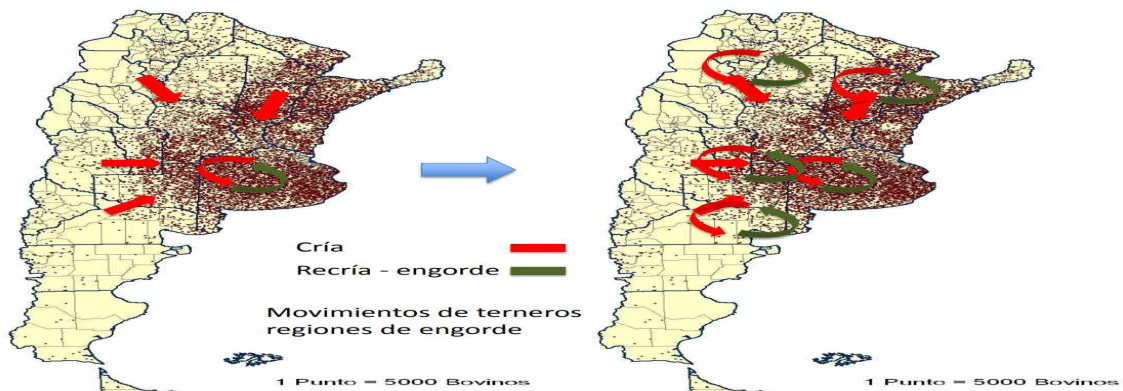 Cría
Recría - engorde
Movimientos de terneros
regiones de engorde
1 Punto = 5000 Bovinos
1 Punto = 5000 Bovinos